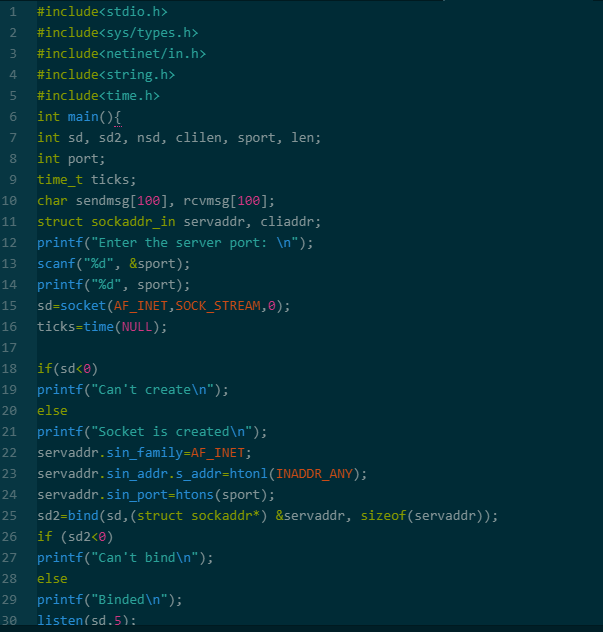 1 #include<stdio.h>
2 #include<sys/types.h>
3 #include<netinet/in.h>
4 #include<string.h>
5 #include<time.h>
6 int main(){
7 int sd, sd2, nsd, clilen, sport, len;
8 int port;
9 time_t ticks;
10 char sendmsg[100], rcvmsg[100];
11 struct sockaddr_in servaddr, cliaddr;
12 printf("Enter the server port: \n");
13 scanf("%d", &sport);
14 printf("%d", sport);
15 sd=socket(AF_INET,SOCK_STREAM,0);
16 ticks=time(NULL);
17
18 if(sd<0)
19 printf("Can't create\n");
20 else
21 printf("Socket is created\n");
22 servaddr.sin_family=AF_INET;
23 servaddr.sin_addr.s_addr=htonl(INADDR_ANY);
24 servaddr.sin_port=htons(sport);
25 sd2=bind(sd,(struct sockaddr*) &servaddr, sizeof(servaddr));
26 if (sd2<0)
27 printf("Can't bind\n");
28 else
29 printf("Binded\n");
30 listen(sd,5);